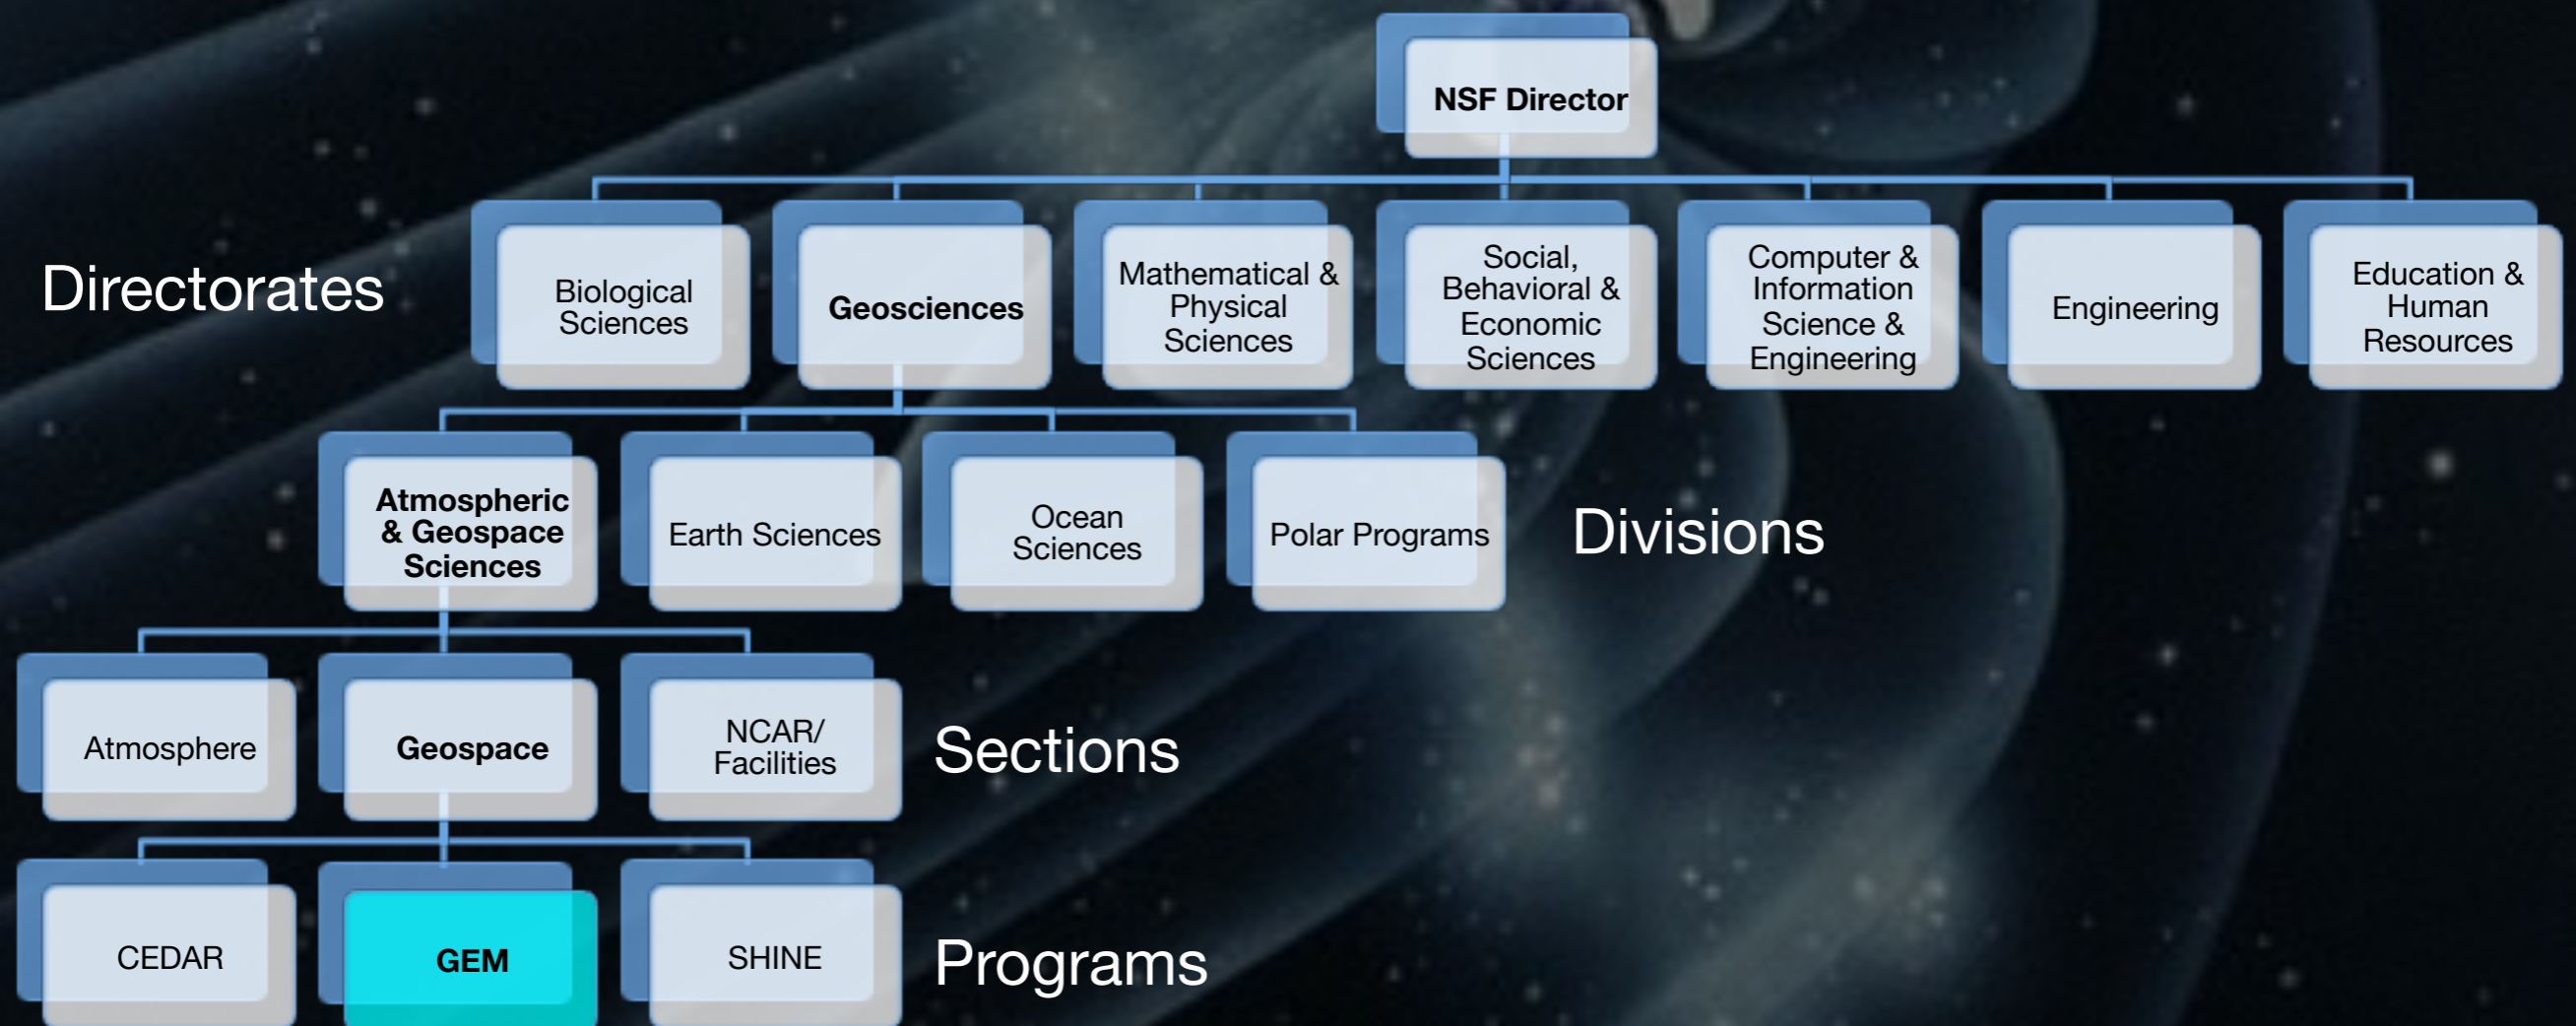 NSF Director
Directorates
Biological
Sciences
Geosciences
Mathematical &
Physical
Sciences
Social,
Behavioral &
Economic
Sciences
Computer &
Information
Science &
Engineering
Engineering
Education &
Human
Resources
Atmospheric
& Geospace
Sciences
Earth Sciences
Ocean
Sciences
Polar Programs
Divisions
Atmosphere
Geospace
NCAR/
Facilities
Sections
CEDAR
GEM
SHINE
Programs